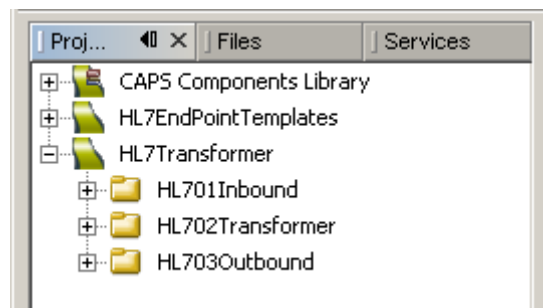 Proj... Files Services
CAPS Components Library
HL7EndPointTemplates
HL7Transformer
HL701Inbound
HL702Transformer
HL703Outbound